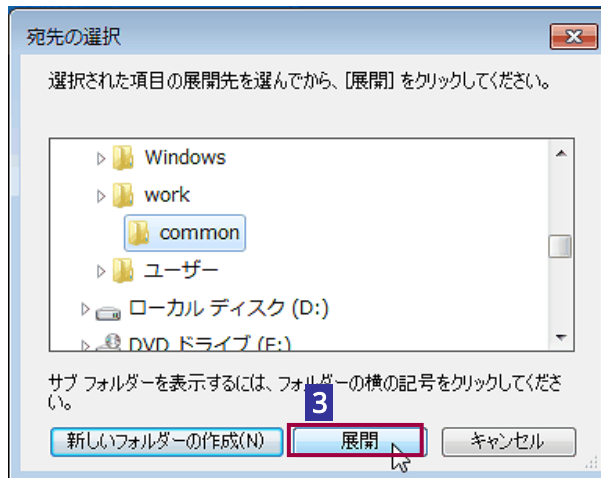 宛先の選択
選択された項目の展開先を選んでから、[展開] をクリックしてください。
Windows
work
common
ユーザー
ローカル ディスク (D:)
DVD ドライブ (E:)
サブ フォルダーを表示するには、フォルダーの横の記号をクリックしてくださ
い。
3
新しいフォルダーの作成(N) 展開 キャンセル